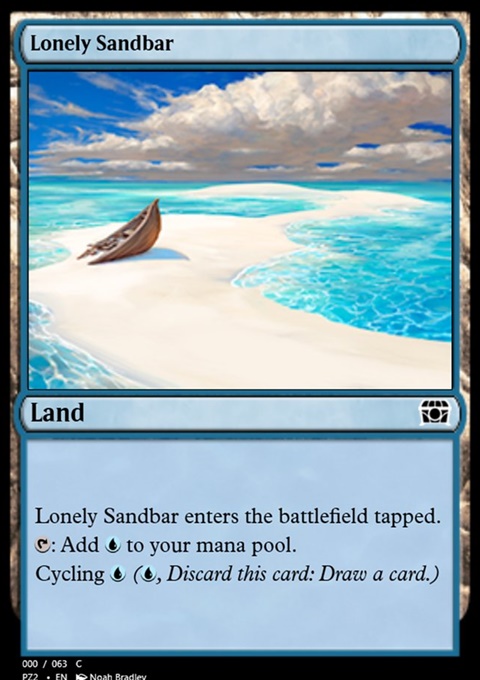 Lonely Sandbar
Land
Lonely Sandbar enters the battlefield tapped.
: Add to your mana pool.
Cycling (, Discard this card: Draw a card.)
000 / 063 C
PZ2 • EN Noah Bradley